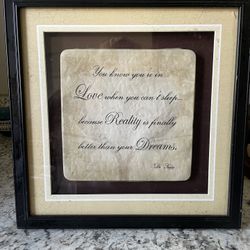 You know you're in
Love when you can't sleep...
because Reality is finally
better than your Dreams.